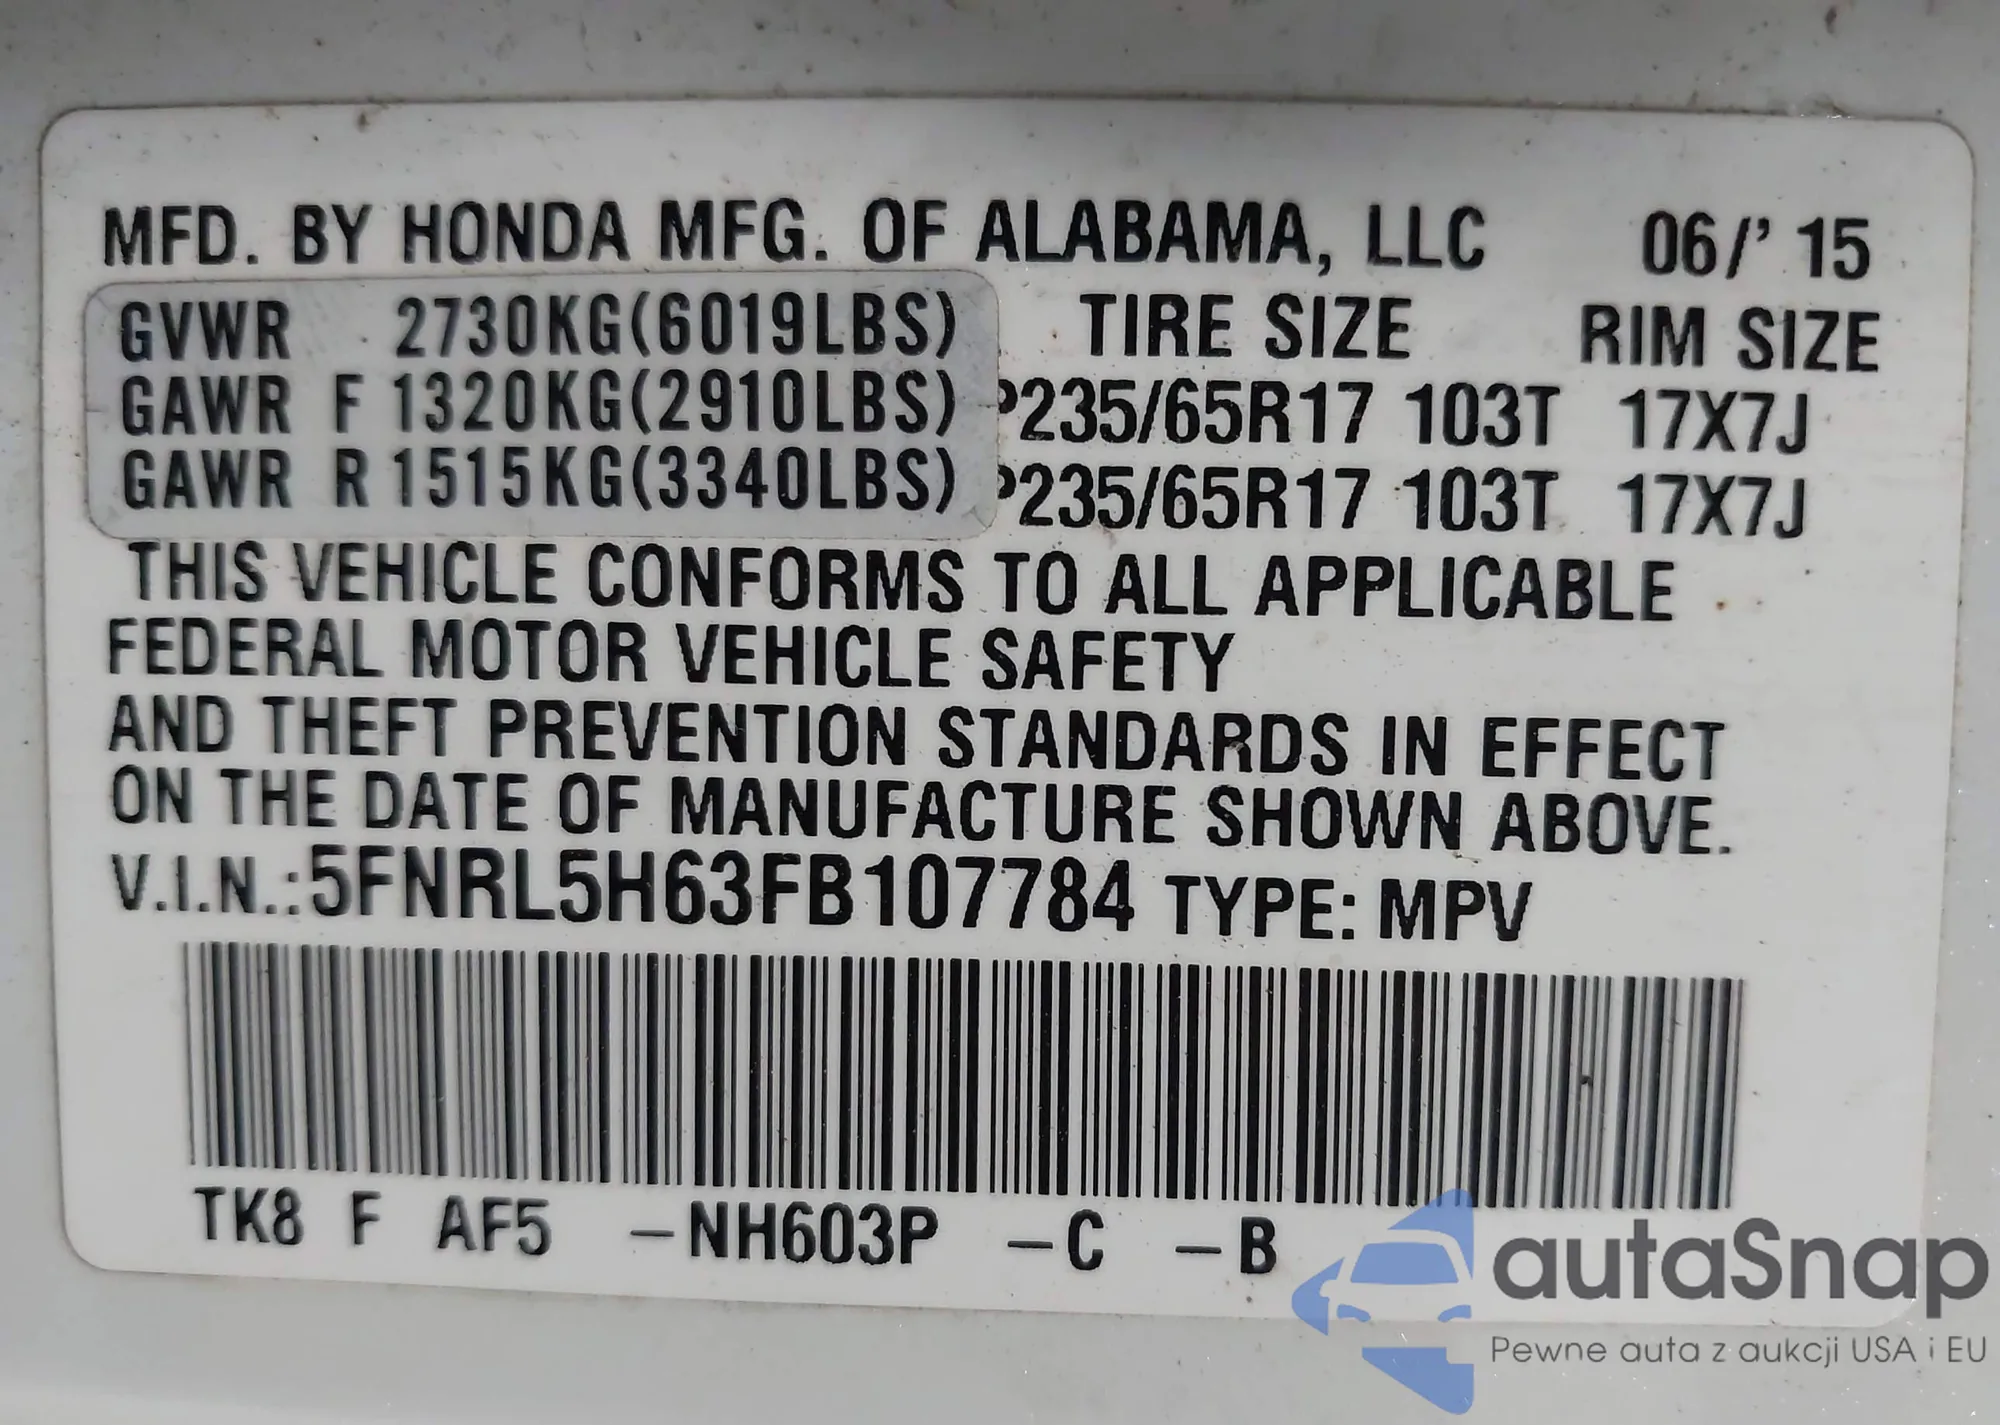 MFD. BY HONDA MFG. OF ALABAMA, LLC 06/' 15
GVWR 2730KG(6019LBS) TIRE SIZE RIM SIZE
GAWR F 1320KG(2910LBS) P235/65R17 103T 17X7J
GAWR R 1515KG(3340LBS) P235/65R17 103T 17X7J
THIS VEHICLE CONFORMS TO ALL APPLICABLE
FEDERAL MOTOR VEHICLE SAFETY
AND THEFT PREVENTION STANDARDS IN EFFECT
ON THE DATE OF MANUFACTURE SHOWN ABOVE.
V.I.N.:5FNRL5H63FB107784 TYPE: MPV
TK8 F AF5 -NH603P -C -B
autaSnap
Pewne auta z aukcji USA i EU